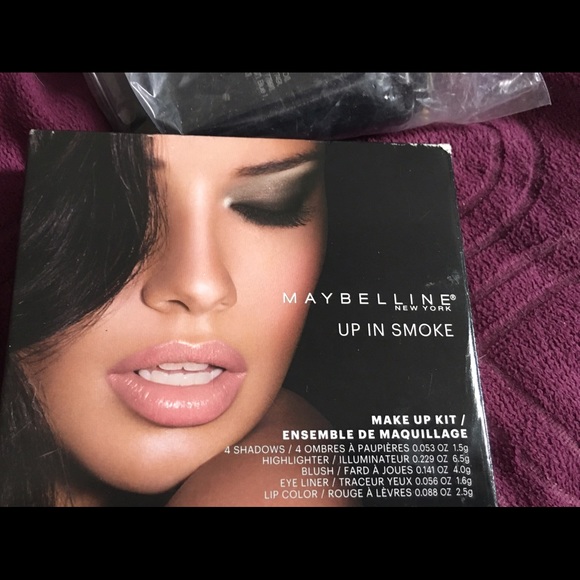 MAYBELLINE®
NEW YORK
UP IN SMOKE
MAKE UP KIT /
ENSEMBLE DE MAQUILLAGE
4 SHADOWS / 4 OMBRES À PAUPIÈRES 0.053 OZ 1.5g
HIGHLIGHTER / ILLUMINATEUR 0.229 OZ 6.5g
BLUSH / FARD À JOUES 0.141 OZ 4.0g
EYE LINER / TRACEUR YEUX 0.056 OZ 1.6g
LIP COLOR / ROUGE À LÈVRES 0.088 OZ 2.5g